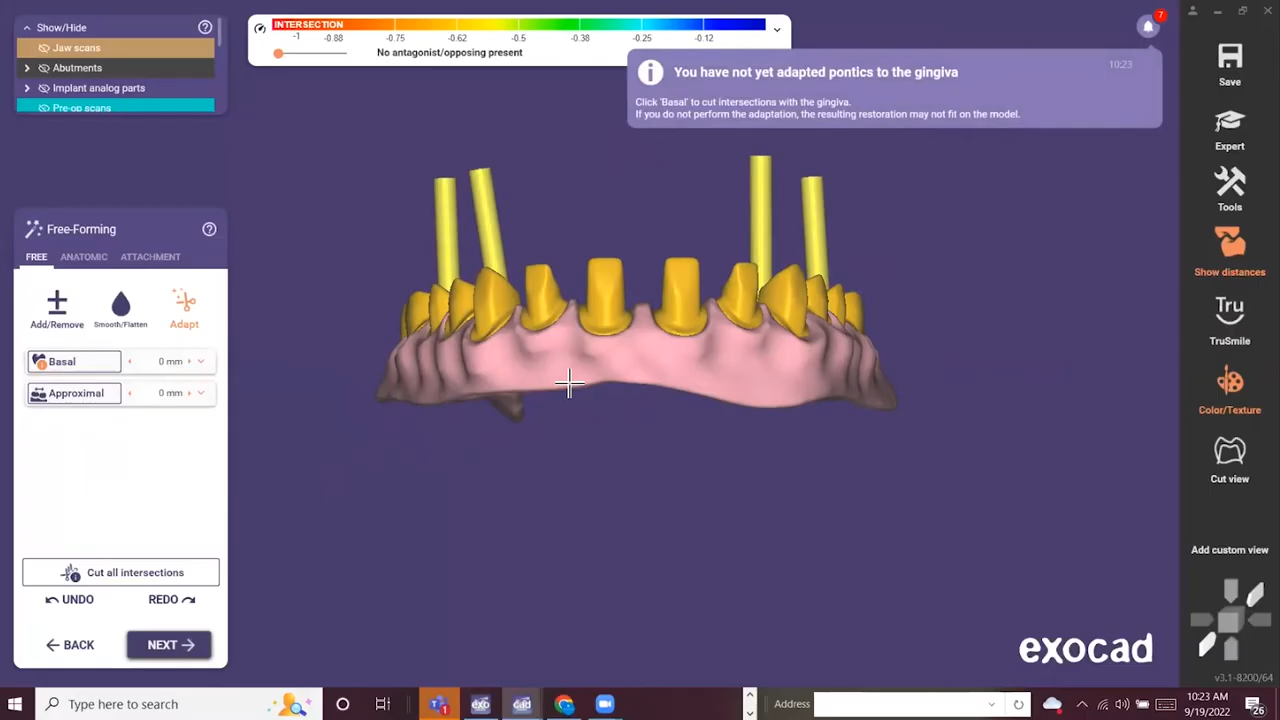 Show/Hide
Jaw scans
Abutments
Implant analog parts
Pre-op scans
INTERSECTION
-1 -0.88 -0.75 -0.62 -0.5 -0.38 -0.25 -0.12
No antagonist/opposing present
7
You have not yet adapted pontics to the gingiva
10:23
Click 'Basal' to cut intersections with the gingiva.
If you do not perform the adaptation, the resulting restoration may not fit on the model.
Save
Expert
Tools
Show distances
Tru
TruSmile
Color/Texture
Cut view
Add custom view
v3.1-8200/64
Free-Forming
FREE ANATOMIC ATTACHMENT
Add/Remove Smooth/Flatten Adapt
Basal 0 mm
Approximal 0 mm
Cut all intersections
UNDO REDO
BACK NEXT
exocad
Type here to search
exo
cad
1
Address
10:23 AM
9/19/2022
26